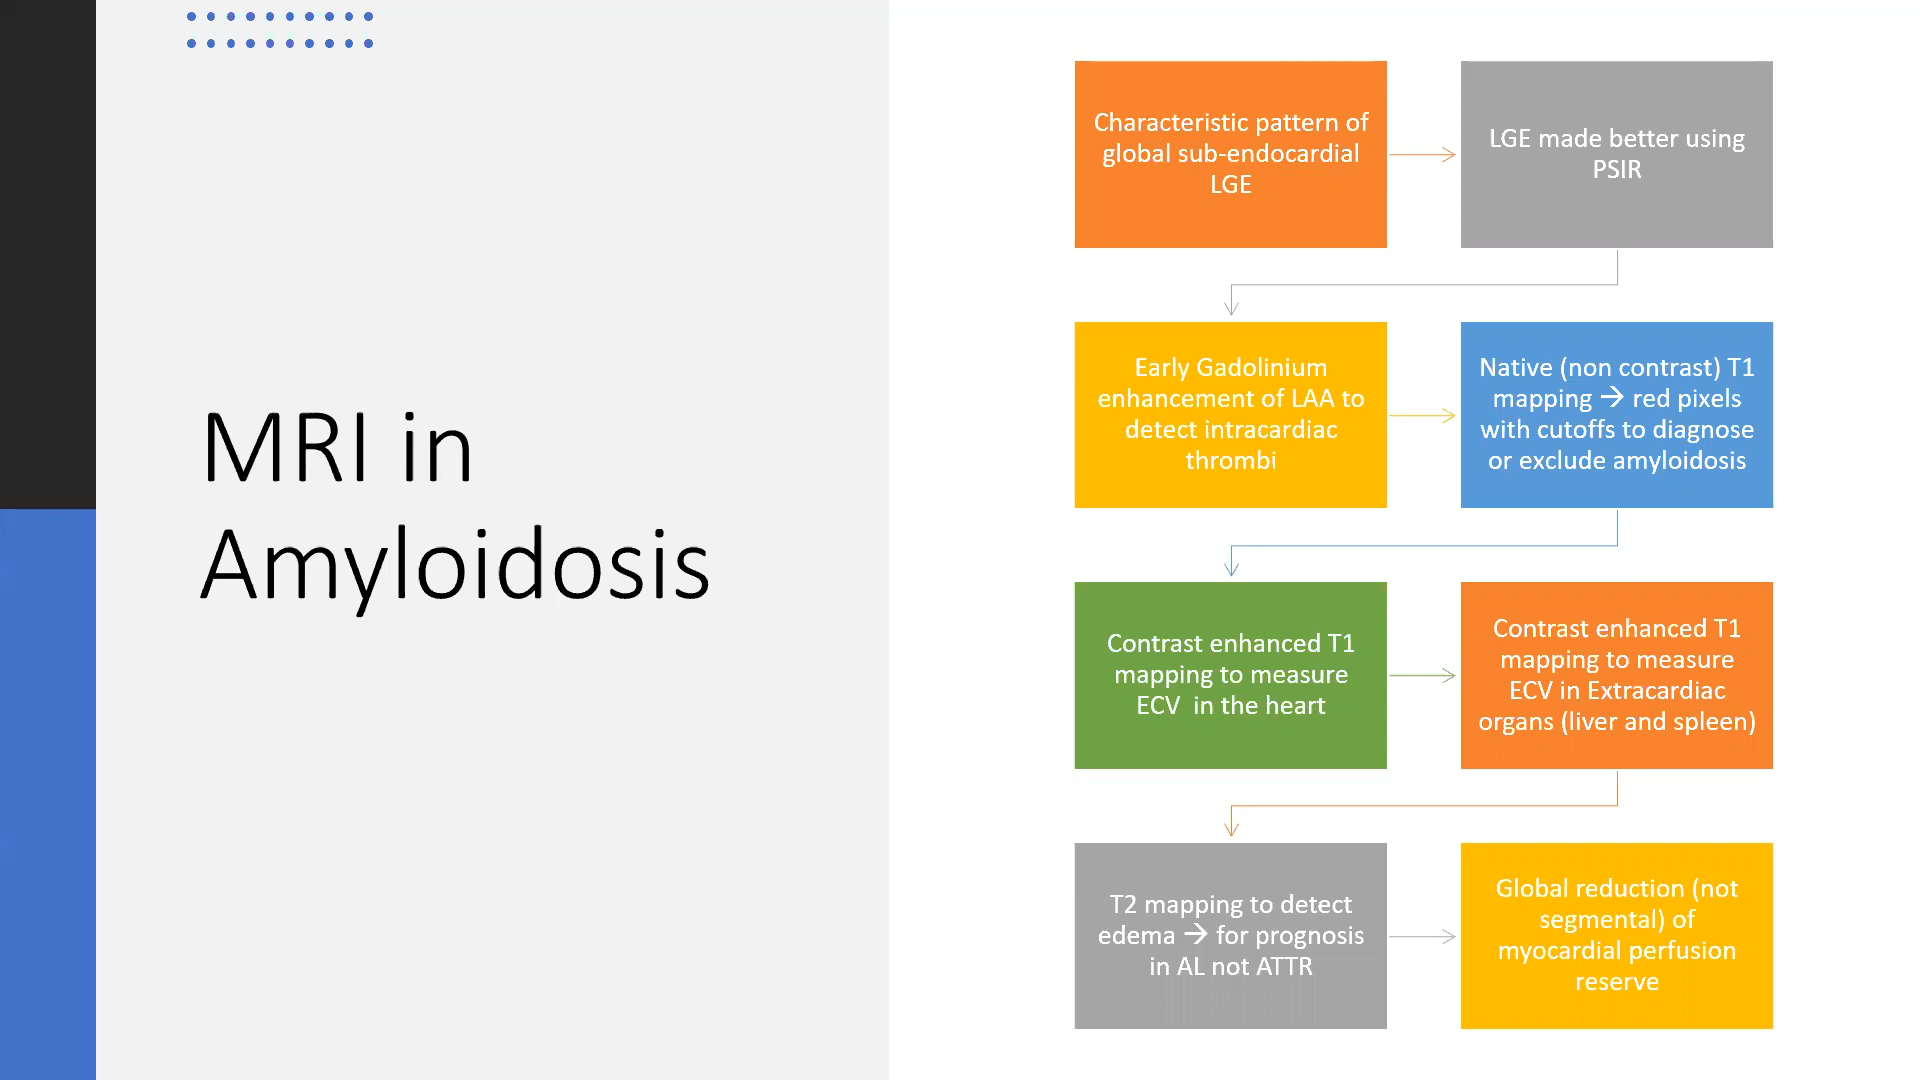 MRI in
Amyloidosis
Characteristic pattern of
global sub-endocardial
LGE
LGE made better using
PSIR
Early Gadolinium
enhancement of LAA to
detect intracardiac
thrombi
Native (non contrast) T1
mapping → red pixels
with cutoffs to diagnose
or exclude amyloidosis
Contrast enhanced T1
mapping to measure
ECV  in the heart
Contrast enhanced T1
mapping to measure
ECV in Extracardiac
organs (liver and spleen)
T2 mapping to detect
edema → for prognosis
in AL not ATTR
Global reduction (not
segmental) of
myocardial perfusion
reserve